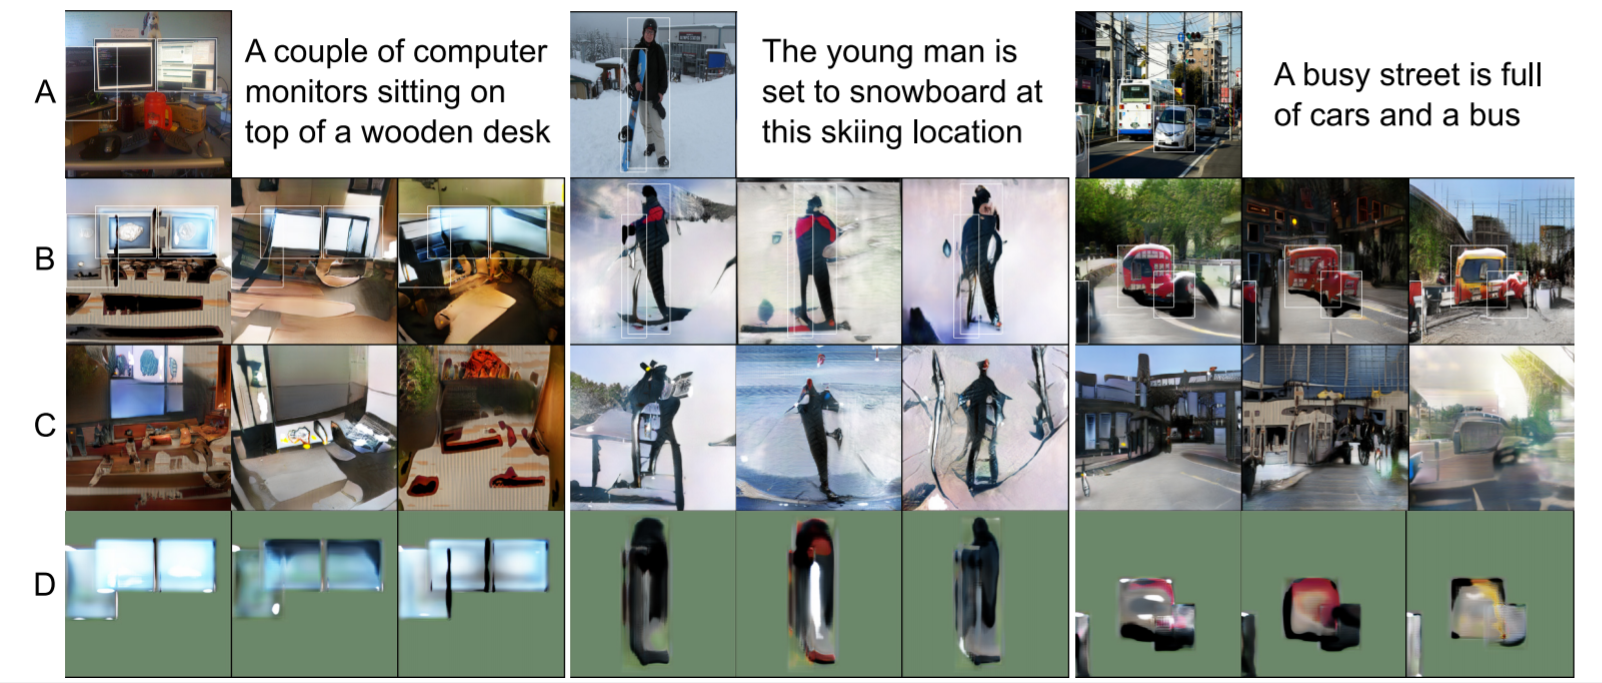 A
A couple of computer
monitors sitting on
top of a wooden desk
The young man is
set to snowboard at
this skiing location
A busy street is full
of cars and a bus
B
C
D